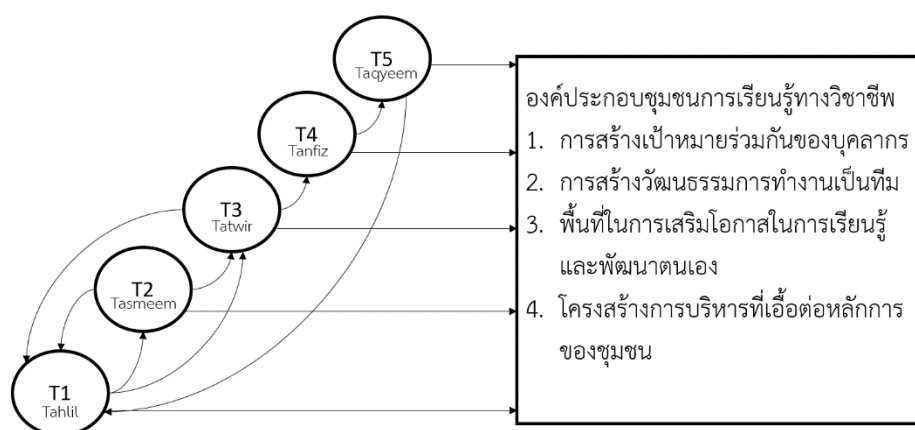 T5
Taqyeem
T4
Tanfiz
T3
Tatwir
T2
Tasmeem
T1
Tahlil
องค์ประกอบชุมชนการเรียนรู้ทางวิชาชีพ
1. การสร้างเป้าหมายร่วมกันของบุคลากร
2. การสร้างวัฒนธรรมการทำงานเป็นทีม
3. พื้นที่ในการเสริมโอกาสในการเรียนรู้
และพัฒนาตนเอง
4. โครงสร้างการบริหารที่เอื้อต่อหลักการ
ของชุมชน